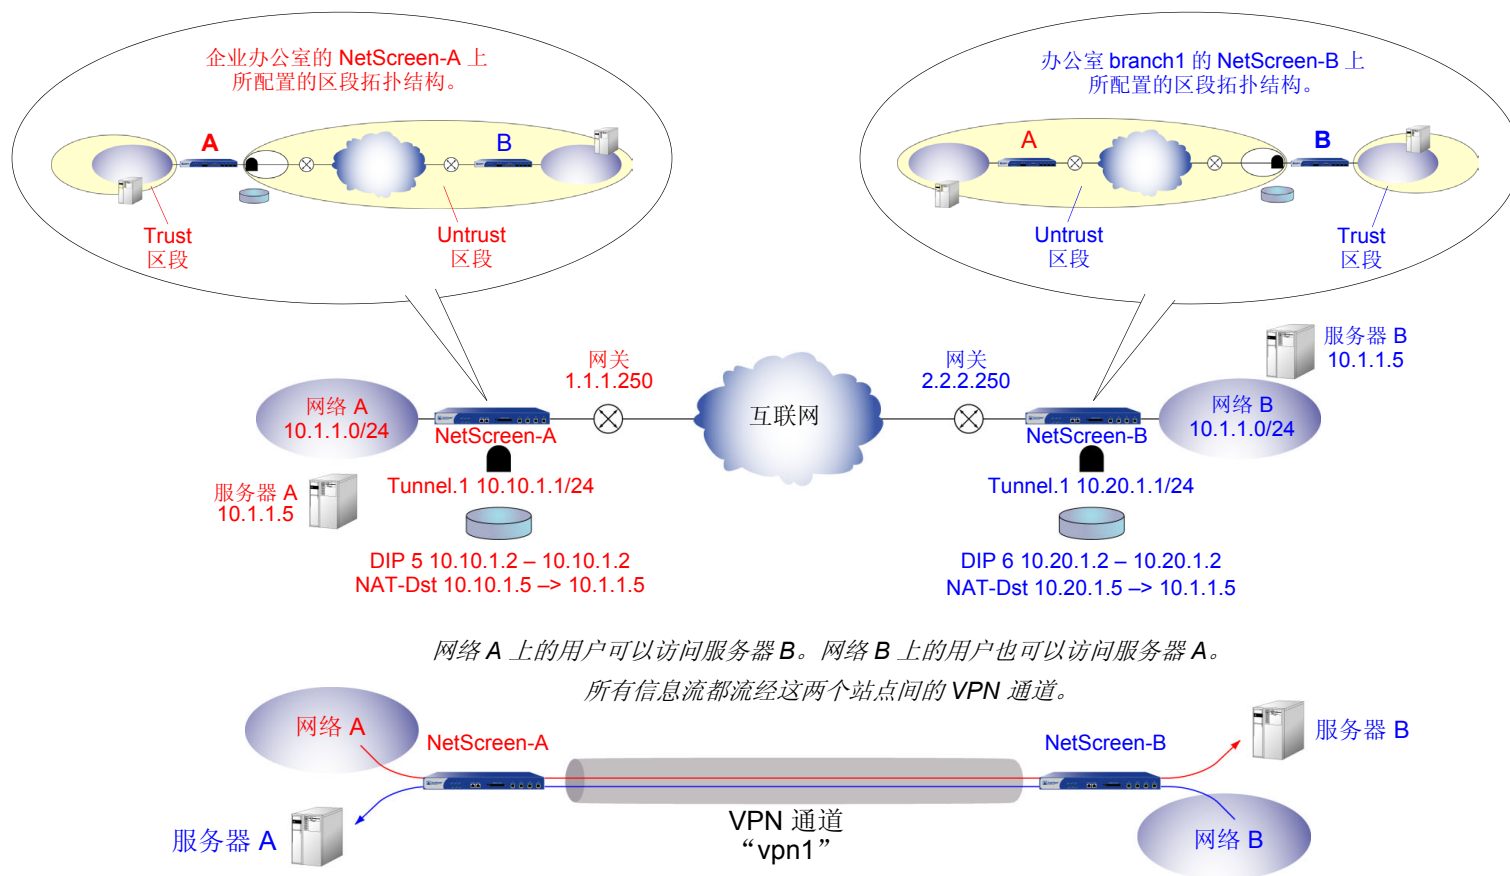 企业办公室的 NetScreen-A 上
所配置的区段拓扑结构。
A
B
Trust
区段
Untrust
区段
办公室 branch1 的 NetScreen-B 上
所配置的区段拓扑结构。
A
B
Untrust
区段
Trust
区段
网关
1.1.1.250
网关
2.2.2.250
服务器 B
10.1.1.5
网络 A
10.1.1.0/24
NetScreen-A
互联网
NetScreen-B
网络 B
10.1.1.0/24
服务器 A
10.1.1.5
Tunnel.1 10.10.1.1/24
Tunnel.1 10.20.1.1/24
DIP 5 10.10.1.2 – 10.10.1.2
NAT-Dst 10.10.1.5 –> 10.1.1.5
DIP 6 10.20.1.2 – 10.20.1.2
NAT-Dst 10.20.1.5 –> 10.1.1.5
网络 A 上的用户可以访问服务器 B。网络 B 上的用户也可以访问服务器 A。
所有信息流都流经这两个站点间的 VPN 通道。
网络 A
NetScreen-A
NetScreen-B
服务器 B
服务器 A
VPN 通道
“vpn1”
网络 B